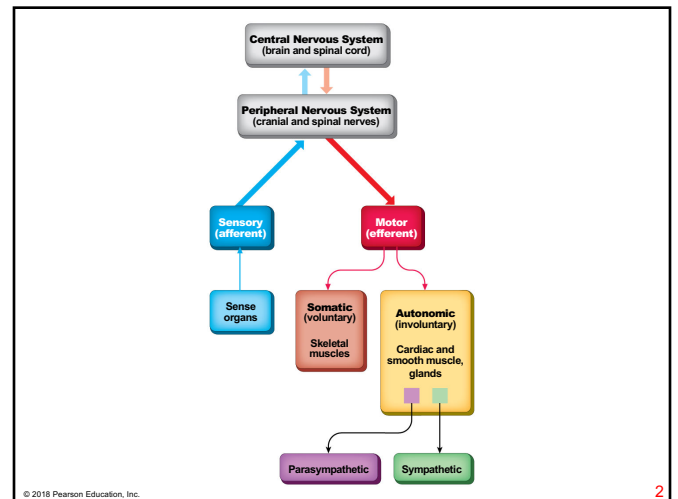 Central Nervous System
(brain and spinal cord)
Peripheral Nervous System
(cranial and spinal nerves)
Sensory
(afferent)
Motor
(efferent)
Sense
organs
Somatic
(voluntary)
Skeletal
muscles
Autonomic
(involuntary)
Cardiac and
smooth muscle,
glands
Parasympathetic
Sympathetic
© 2018 Pearson Education, Inc.
2